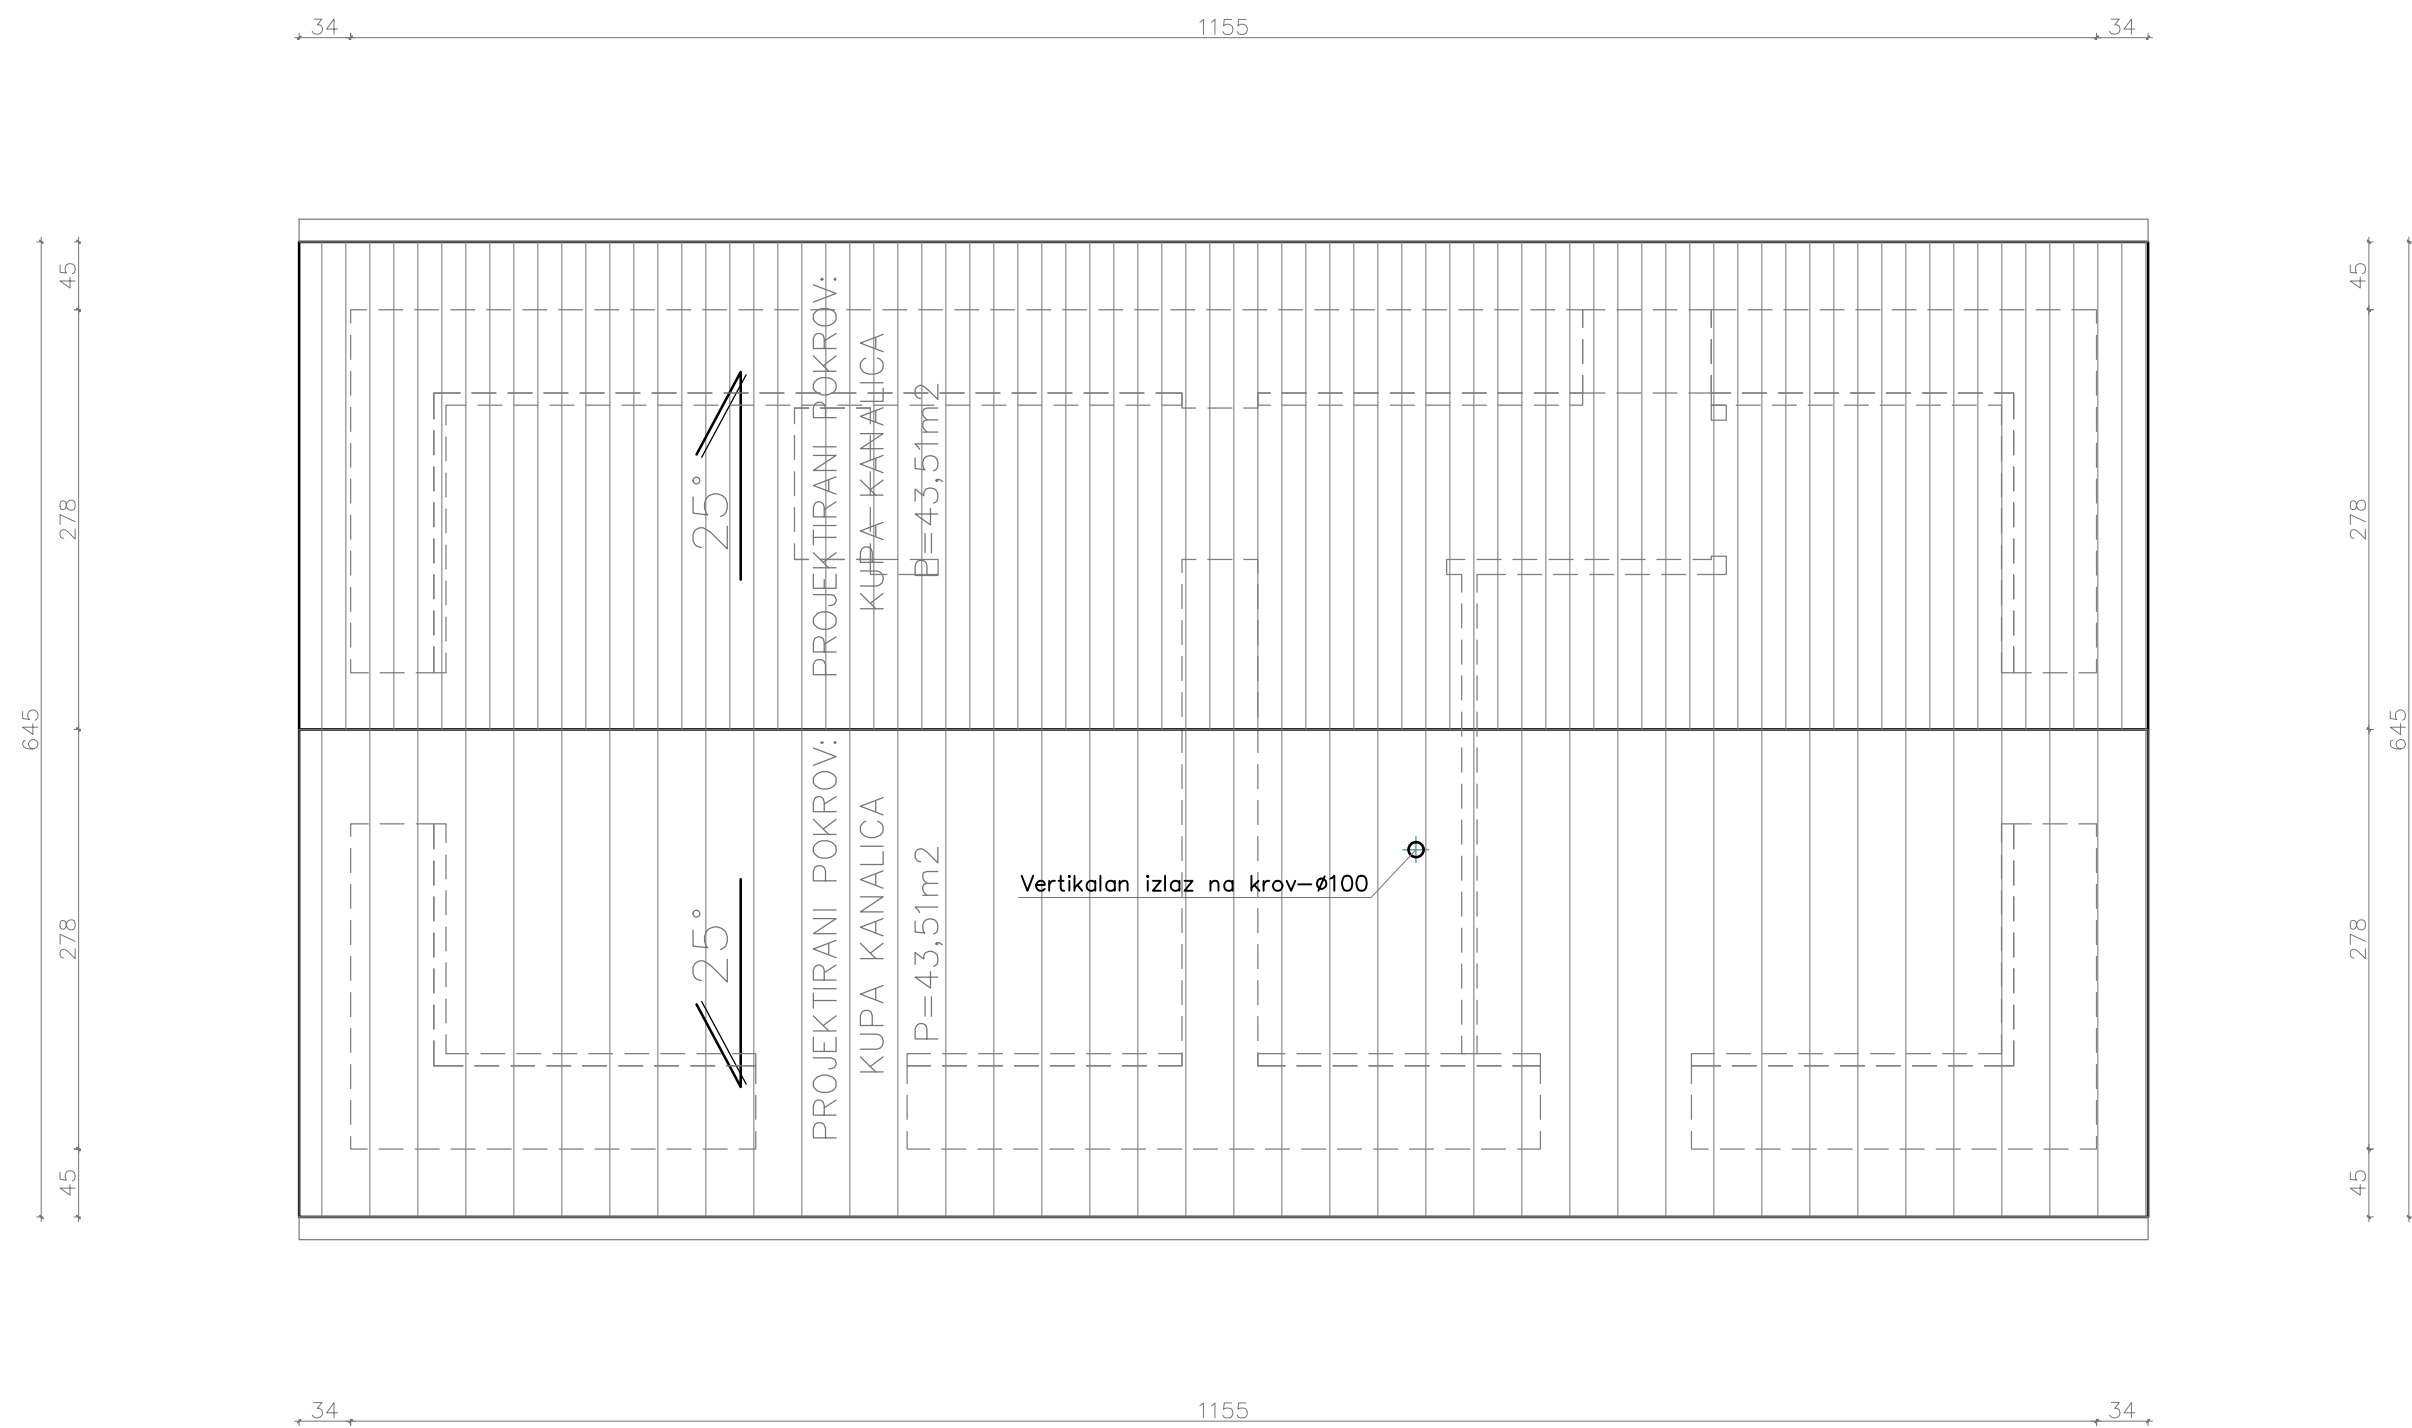 34
1155
34
45
278
645
278
45
45
278
645
278
45
25°
PROJEKTIRANI POKROV:
KUPA KANALICA
P=43,51m2
25°
PROJEKTIRANI POKROV:
KUPA KANALICA
P=43,51m2
Vertikalan izlaz na krov-ø100
34
1155
34